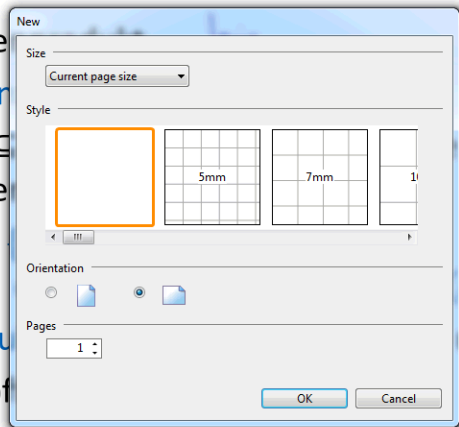 New
Size
Current page size
Style
5mm
7mm
Orientation
Pages
1
OK
Cancel